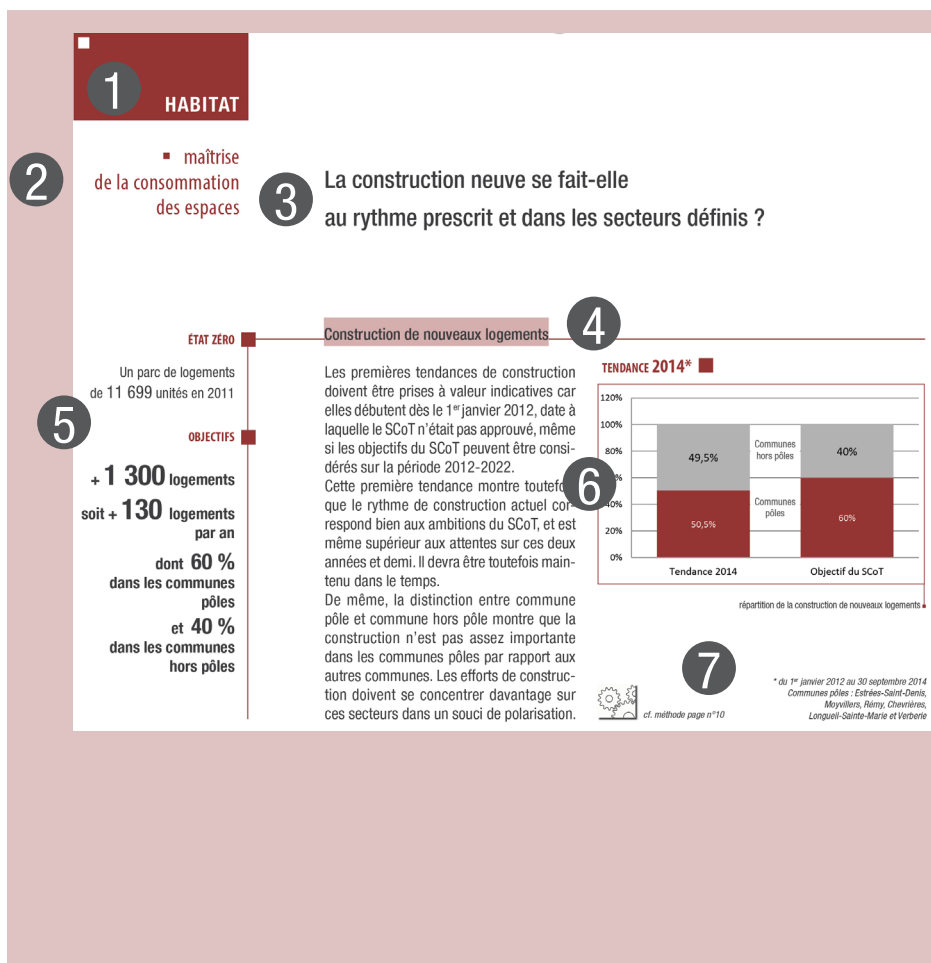 1
HABITAT
2
maîtrise
de la consommation
des espaces
3
La construction neuve se fait-elle
au rythme prescrit et dans les secteurs définis ?
ÉTAT ZÉRO
Un parc de logements
de 11 699 unités en 2011
5
OBJECTIFS
+ 1 300 logements
soit + 130 logements
par an
dont 60 %
dans les communes
pôles
et 40 %
dans les communes
hors pôles
Construction de nouveaux logements
4
Les premières tendances de construction
doivent être prises à valeur indicatives car
elles débutent dès le 1er janvier 2012, date à
laquelle le SCoT n'était pas approuvé, même
si les objectifs du SCoT peuvent être consi-
dérés sur la période 2012-2022.
Cette première tendance montre toutefo
que le rythme de construction actuel cor-
respond bien aux ambitions du SCoT, et est
même supérieur aux attentes sur ces deux
années et demi. Il devra être toutefois main-
tenu dans le temps.
De même, la distinction entre commune
pôle et commune hors pôle montre que la
construction n'est pas assez importante
dans les communes pôles par rapport aux
autres communes. Les efforts de construc-
tion doivent se concentrer davantage sur
ces secteurs dans un souci de polarisation.
TENDANCE 2014*
120%
100%
80%
6
%
40%
20%
0%
49,5%
Communes
hors pôles
40%
50,5%
Communes
pôles
60%
Tendance 2014
Objectif du SCoT
répartition de la construction de nouveaux logements
7
cf. méthode page n°10
* du 1er janvier 2012 au 30 septembre 2014
Communes pôles : Estrées-Saint-Denis,
Moyvillers, Rémy, Chevrières,
Longueil-Sainte-Marie et Verberie